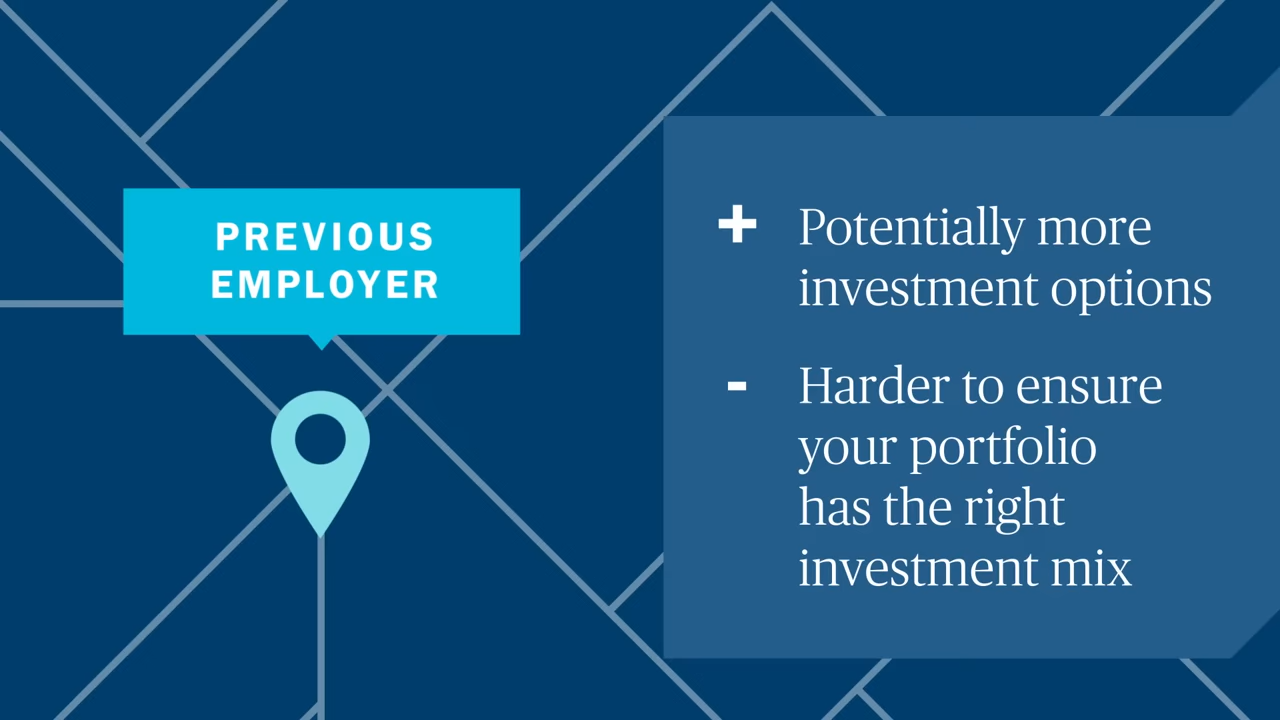 PREVIOUS
EMPLOYER
+ Potentially more
investment options
- Harder to ensure
your portfolio
has the right
investment mix